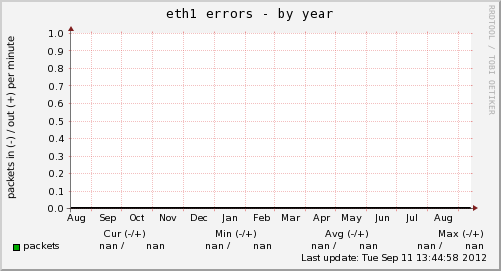 eth1 errors - by year
RRDTOOL / TOBI OETIKER
packets in (-) / out (+) per minute
1.0
0.9
0.8
0.7
0.6
0.5
0.4
0.3
0.2
0.1
0.0
Aug Sep Oct Nov Dec Jan Feb Mar Apr May Jun Jul Aug
Cur (-/+) Min (-/+) Avg (-/+) Max (-/+)
packets nan / nan nan / nan nan / nan nan / nan
Last update: Tue Sep 11 13:44:58 2012